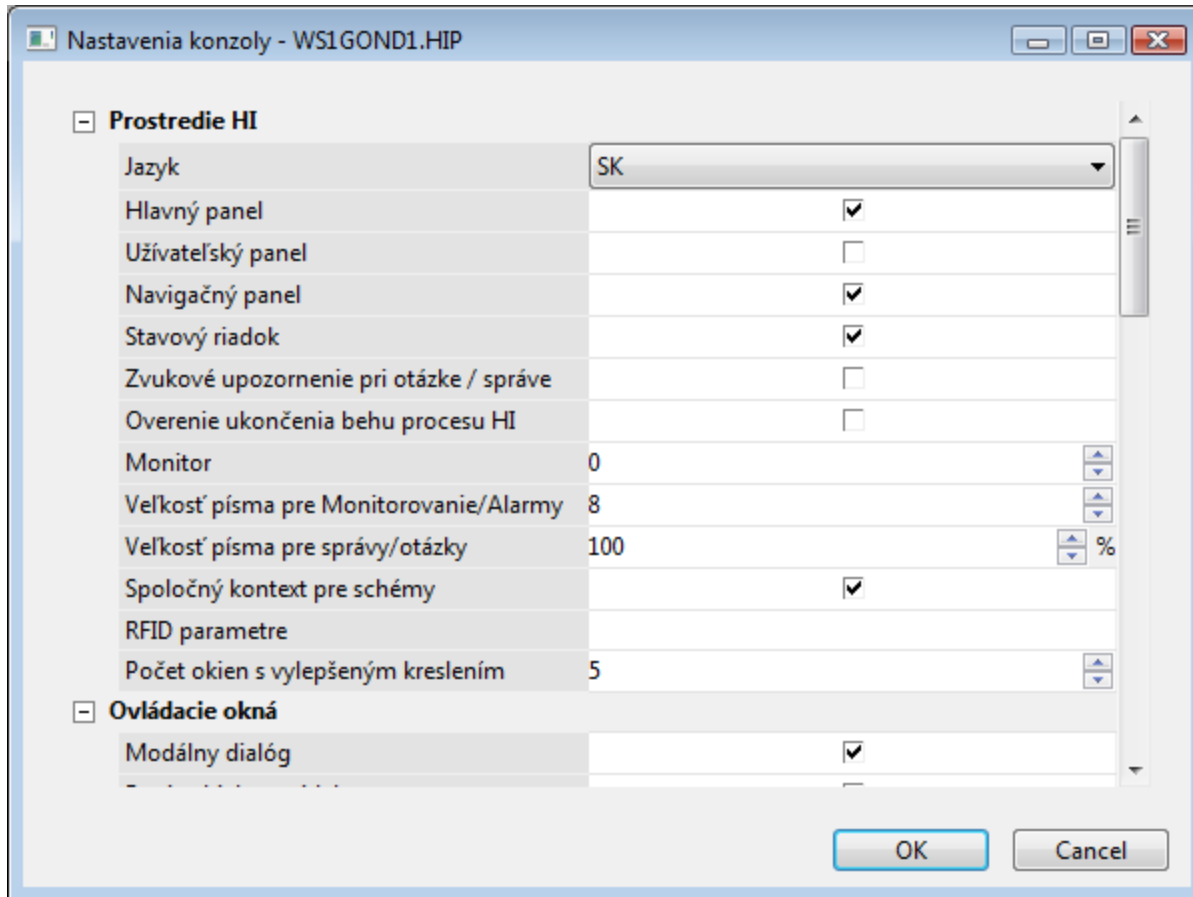 Nastavenia konzoly - WS1GOND1.HIP
Prostredie HI
Jazyk SK
Hlavný panel
Užívateľský panel
Navigačný panel
Stavový riadok
Zvukové upozornenie pri otázke / správe
Overenie ukončenia behu procesu HI
Monitor 0
Veľkosť písma pre Monitorovanie/Alarmy 8
Veľkosť písma pre správy/otázky 100 %
Spoločný kontext pre schémy
RFID parametre
Počet okien s vylepšeným kreslením 5
Ovládacie okná
Modálny dialóg
OK Cancel